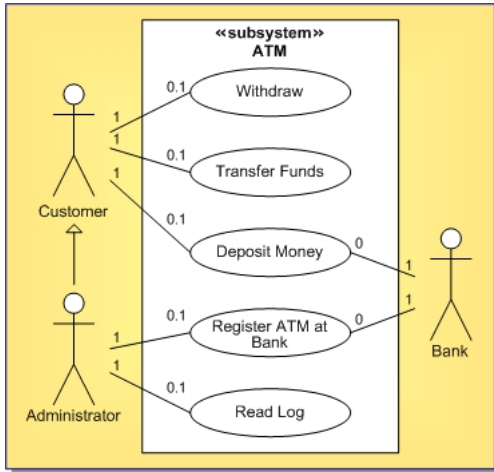 «subsystem»
ATM
Withdraw
0.1
1
1
0.1
Transfer Funds
1
Customer
0.1
Deposit Money
0
1
0.1
Register ATM at
Bank
0
1
1
Bank
1
0.1
Read Log
Administrator